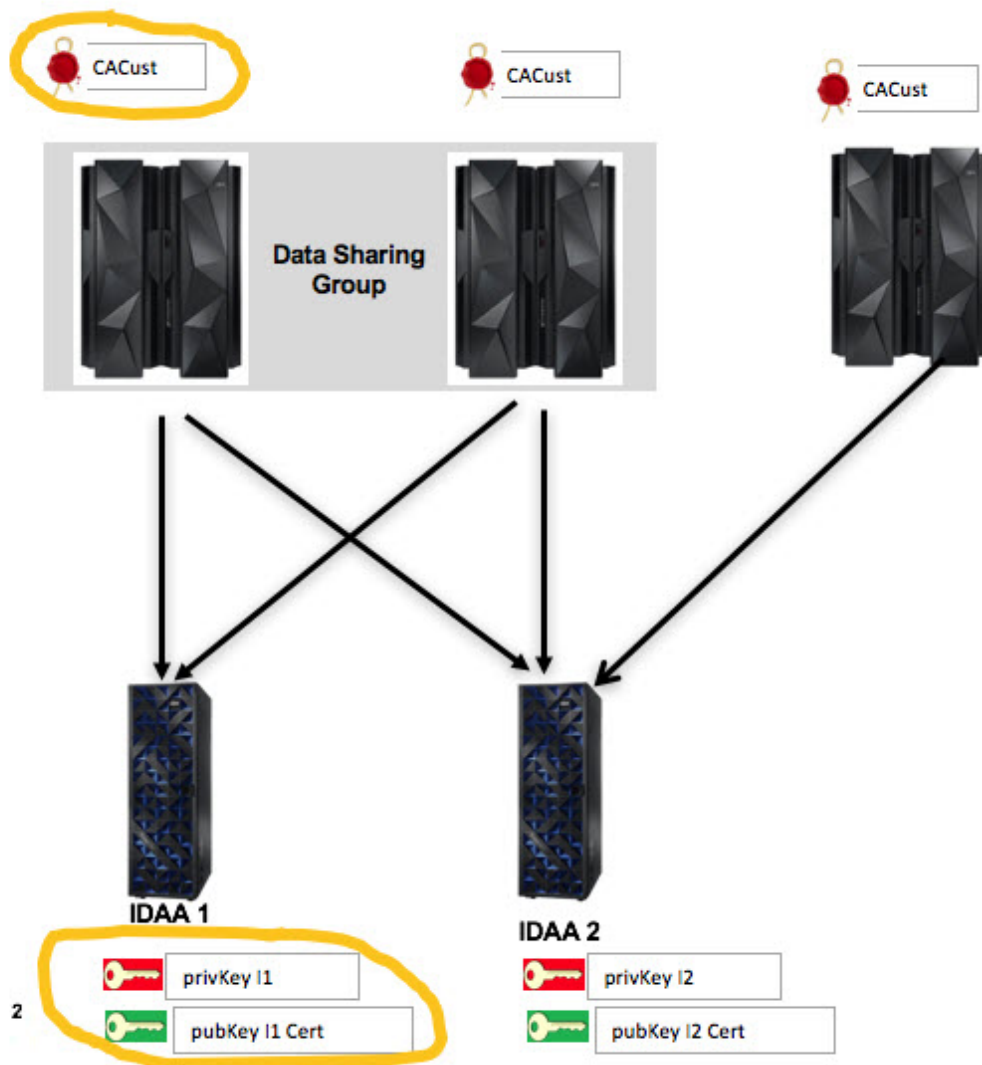 CACust
CACust
CACust
Data Sharing
Group
IDAA 1
IDAA 2
privKey I1
privKey I2
2
pubKey I1 Cert
pubKey I2 Cert